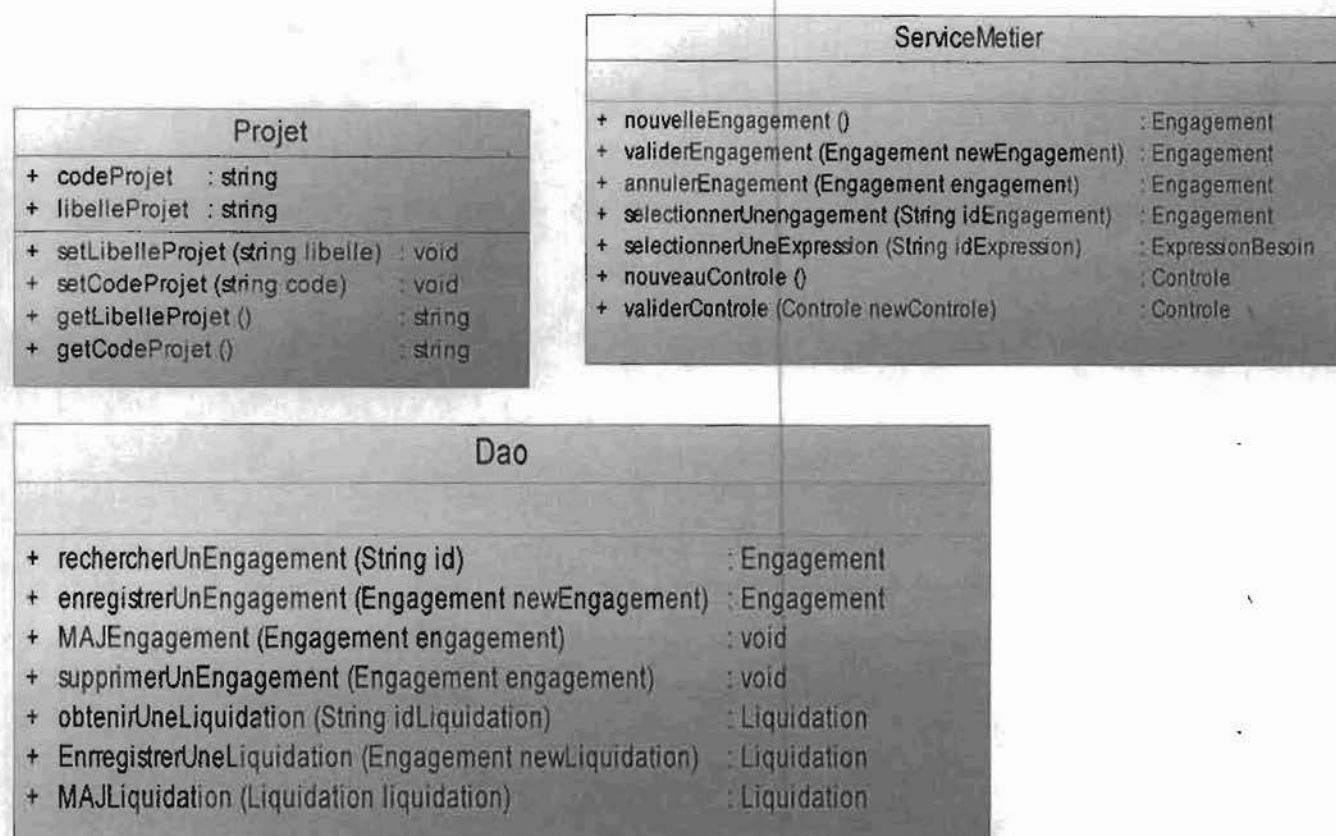 ServiceMetier
+ nouvelleEngagement () : Engagement
+ validerEngagement (Engagement newEngagement) : Engagement
+ annulerEnagement (Engagement engagement) : Engagement
+ selectionnerUnengagement (String idEngagement) : Engagement
+ selectionnerUneExpression (String idExpression) : ExpressionBesoin
+ nouveauControle () : Controle
+ validerControle (Controle newControle) : Controle
Projet
+ codeProjet : string
+ libelleProjet : string
+ setLibelleProjet (string libelle) : void
+ setCodeProjet (string code) : void
+ getLibelleProjet () : string
+ getCodeProjet () : string
Dao
+ rechercherUnEngagement (String id) : Engagement
+ enregistrerUnEngagement (Engagement newEngagement) : Engagement
+ MAJEngagement (Engagement engagement) : void
+ supprimerUnEngagement (Engagement engagement) : void
+ obtenirUneLiquidation (String idLiquidation) : Liquidation
+ EnrregistrerUneLiquidation (Engagement newLiquidation) : Liquidation
+ MAJLiquidation (Liquidation liquidation) : Liquidation